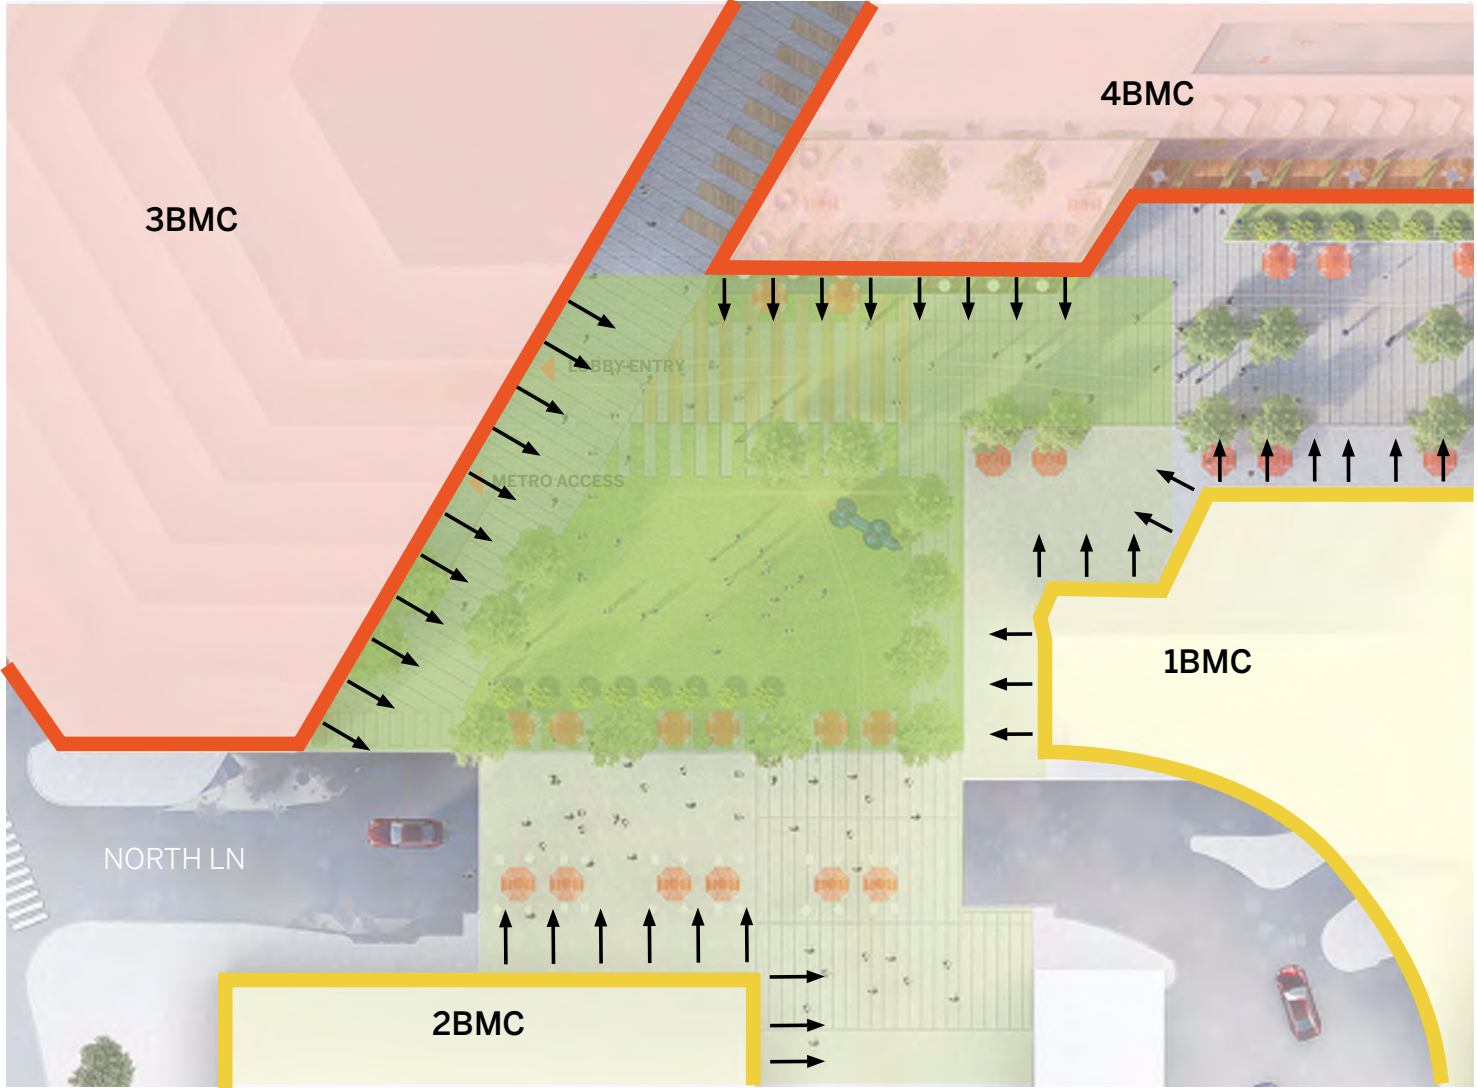 4BMC
3BMC
LOBBY ENTRY
METRO ACCESS
1BMC
NORTH LN
2BMC